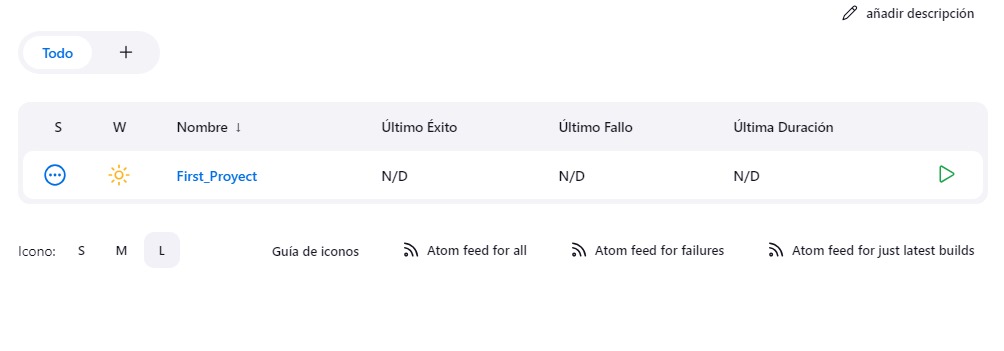 añadir descripción
Todo +
S W Nombre ↓ Último Éxito Último Fallo Última Duración
First_Proyect N/D N/D N/D
Icono: S M L Guía de iconos Atom feed for all Atom feed for failures Atom feed for just latest builds